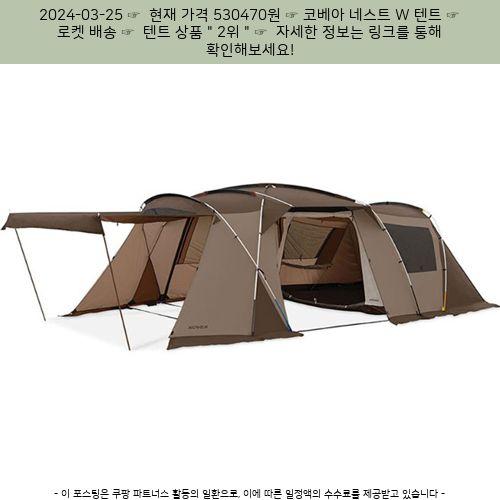 2024-03-25 ☞ 현재 가격 530470원 ☞ 코베아 네스트 W 텐트 ☞
로켓 배송 ☞ 텐트 상품 " 2위 " ☞ 자세한 정보는 링크를 통해
확인해보세요!
KOVEA
- 이 포스팅은 쿠팡 파트너스 활동의 일환으로, 이에 따른 일정액의 수수료를 제공받고 있습니다 -